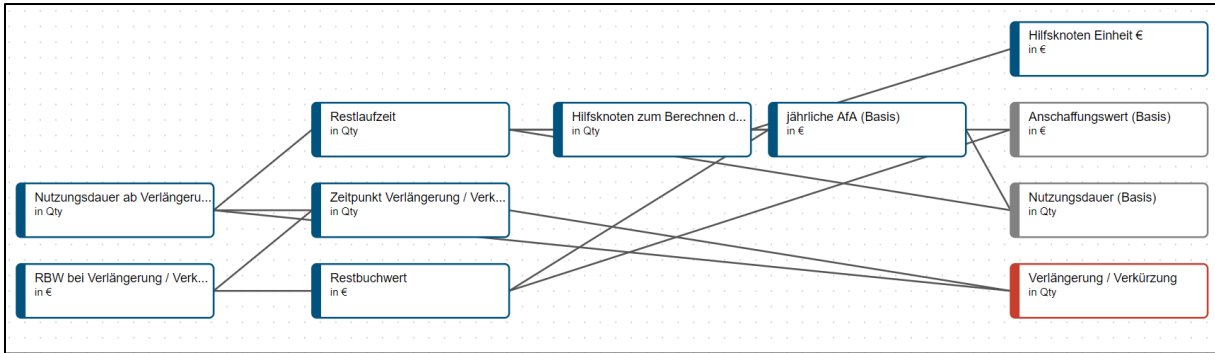 Hilfsknoten Einheit €
in €
Restlaufzeit
in Qty
Hilfsknoten zum Berechnen d...
in Qty
jährliche AfA (Basis)
in €
Anschaffungswert (Basis)
in €
Nutzungsdauer ab Verlängeru...
in Qty
Zeitpunkt Verlängerung / Verk...
in Qty
Nutzungsdauer (Basis)
in Qty
RBW bei Verlängerung / Verk...
in €
Restbuchwert
in €
Verlängerung / Verkürzung
in Qty